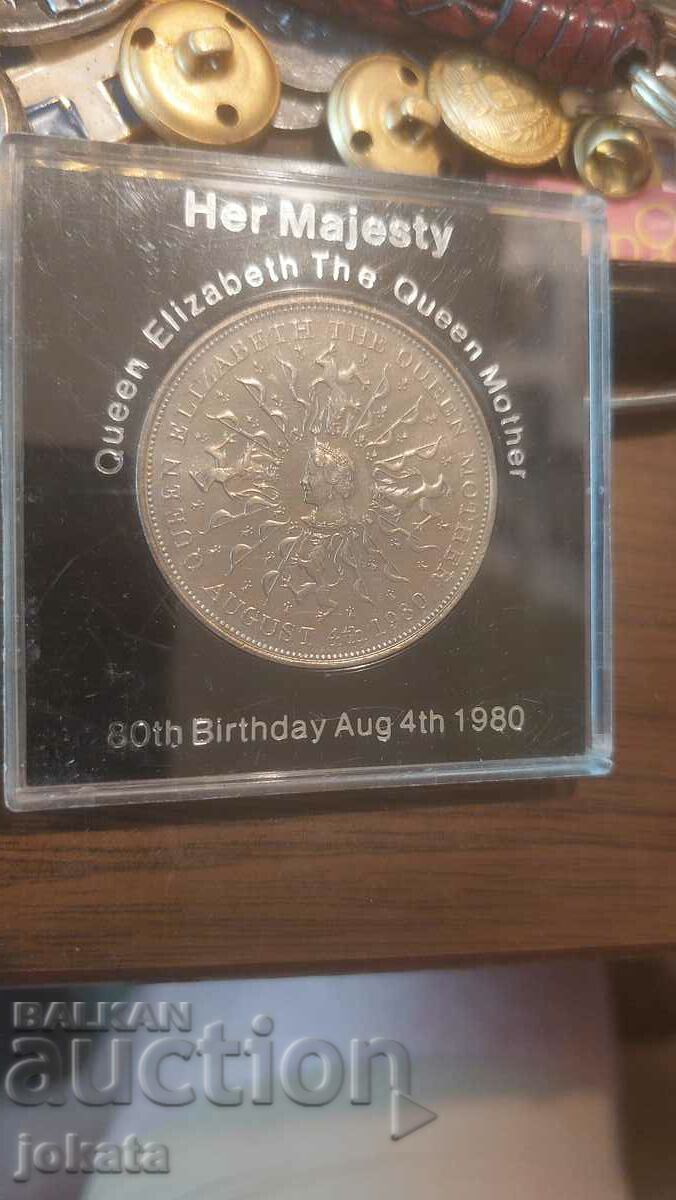 Her Majesty
Queen Elizabeth The Queen Mother
QUEEN ELIZABETH THE QUEEN MOTHER
AUGUST 4th 1980
80th Birthday Aug 4th 1980
BALKAN
auction
jokata